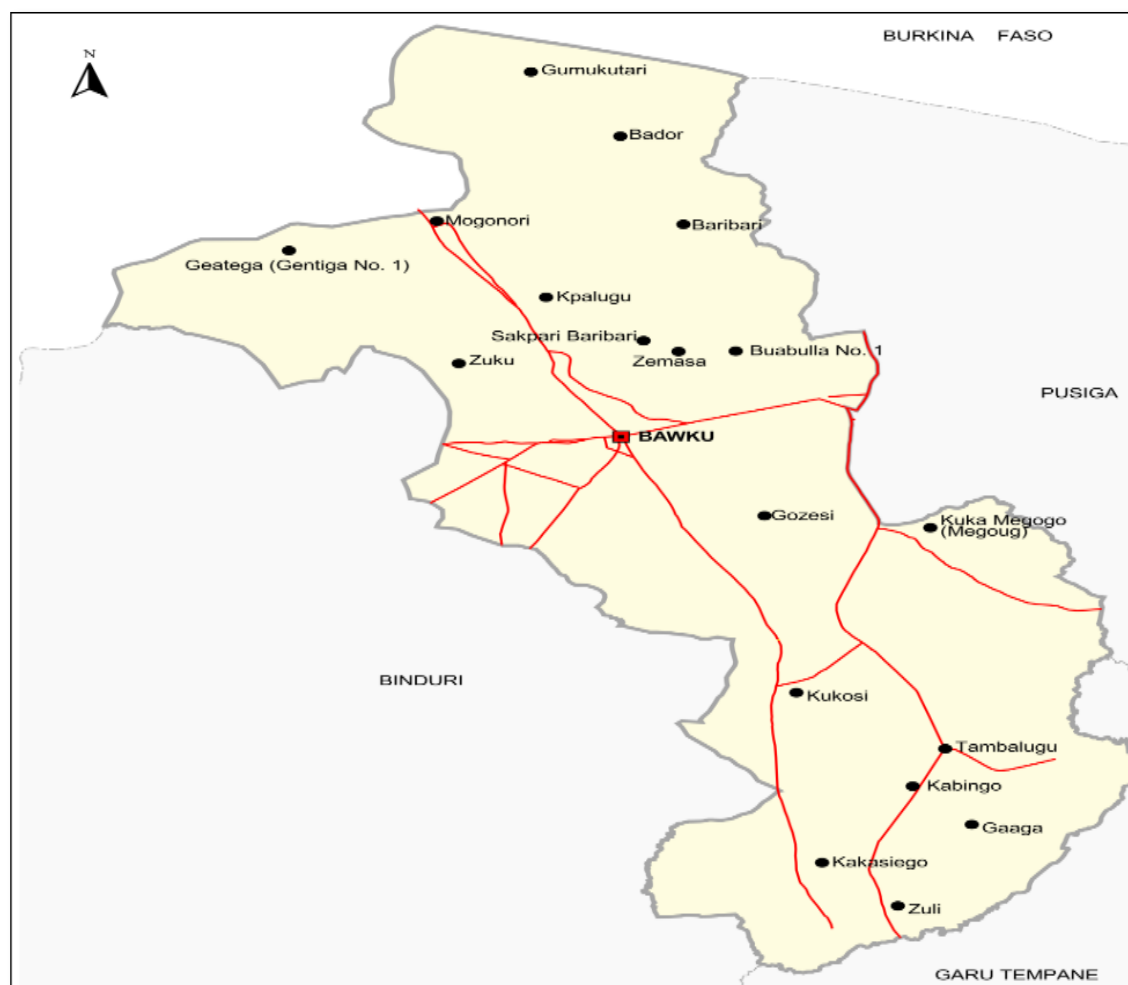 BURKINA FASO
N
Gumukutari
Bador
Mogonori
Baribari
Geatega (Gentiga No. 1)
Kpalugu
Sakpari Baribari
Zemasa
Buabulla No. 1
Zuku
PUSIGA
BAWKU
Gozesi
Kuka Megogo
(Megoug)
BINDURI
Kukosi
Tambalugu
Kabingo
Gaaga
Kakasiego
Zuli
GARU TEMPANE